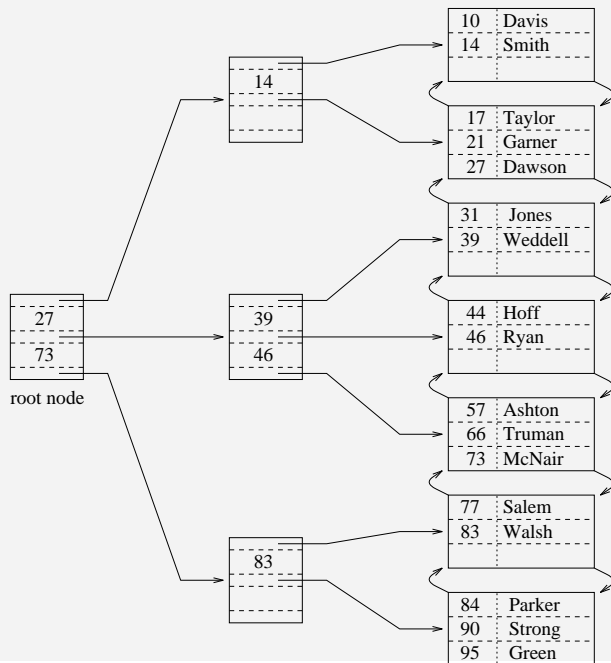 27
73
root node
14
39
46
83
10 Davis
14 Smith
17 Taylor
21 Garner
27 Dawson
31 Jones
39 Weddell
44 Hoff
46 Ryan
57 Ashton
66 Truman
73 McNair
77 Salem
83 Walsh
84 Parker
90 Strong
95 Green